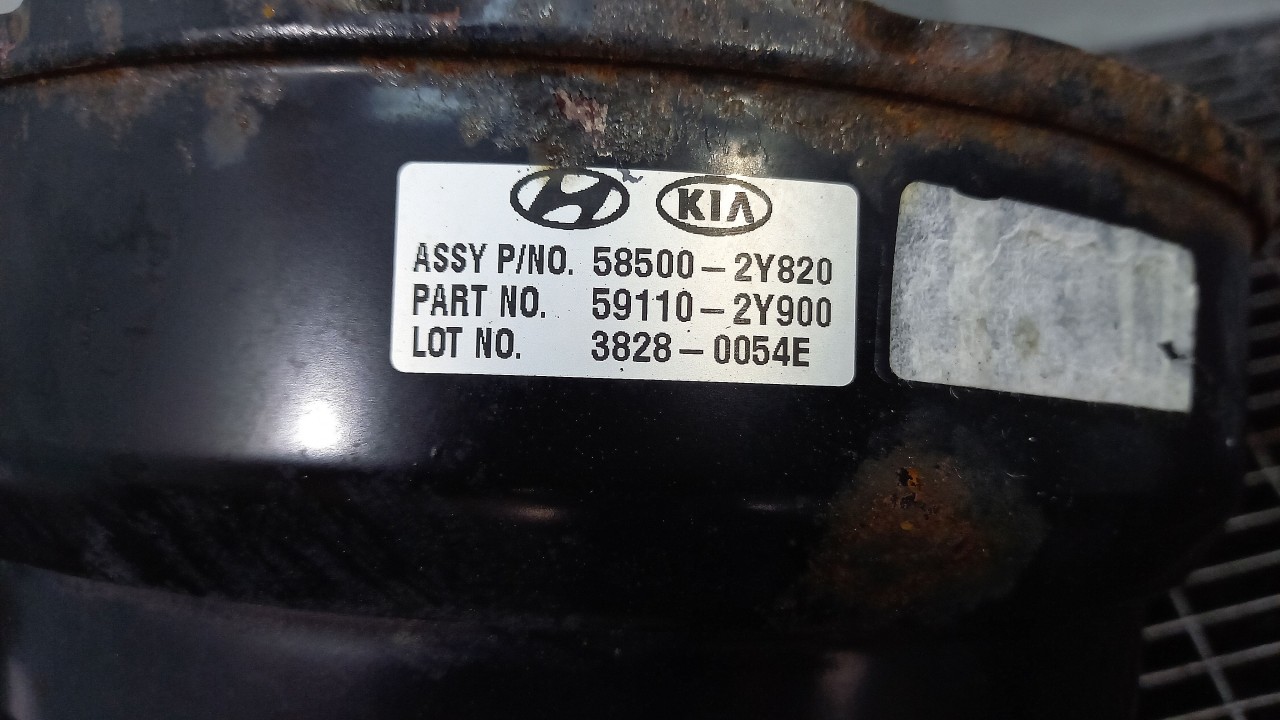 KIA
ASSY P/NO. 58500-2Y820
PART NO. 59110-2Y900
LOT NO. 3828-0054E